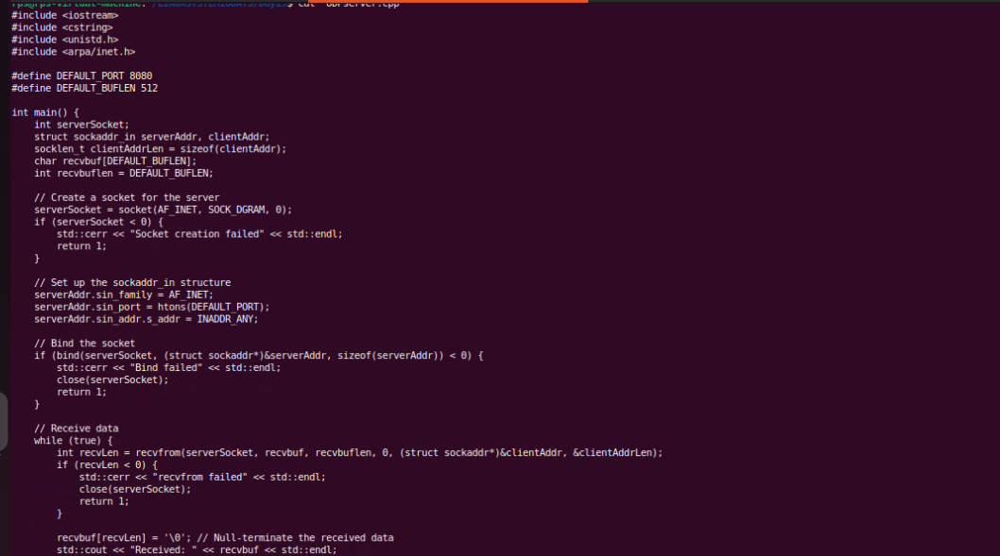 #include <iostream>
#include <cstring>
#include <unistd.h>
#include <arpa/inet.h>

#define DEFAULT_PORT 8080
#define DEFAULT_BUFLEN 512

int main() {
    int serverSocket;
    struct sockaddr_in serverAddr, clientAddr;
    socklen_t clientAddrLen = sizeof(clientAddr);
    char recvbuf[DEFAULT_BUFLEN];
    int recvbuflen = DEFAULT_BUFLEN;

    // Create a socket for the server
    serverSocket = socket(AF_INET, SOCK_DGRAM, 0);
    if (serverSocket < 0) {
        std::cerr << "Socket creation failed" << std::endl;
        return 1;
    }

    // Set up the sockaddr_in structure
    serverAddr.sin_family = AF_INET;
    serverAddr.sin_port = htons(DEFAULT_PORT);
    serverAddr.sin_addr.s_addr = INADDR_ANY;

    // Bind the socket
    if (bind(serverSocket, (struct sockaddr*)&serverAddr, sizeof(serverAddr)) < 0) {
        std::cerr << "Bind failed" << std::endl;
        close(serverSocket);
        return 1;
    }

    // Receive data
    while (true) {
        int recvLen = recvfrom(serverSocket, recvbuf, recvbuflen, 0, (struct sockaddr*)&clientAddr, &clientAddrLen);
        if (recvLen < 0) {
            std::cerr << "recvfrom failed" << std::endl;
            close(serverSocket);
            return 1;
        }

        recvbuf[recvLen] = '\0'; // Null-terminate the received data
        std::cout << "Received: " << recvbuf << std::endl;